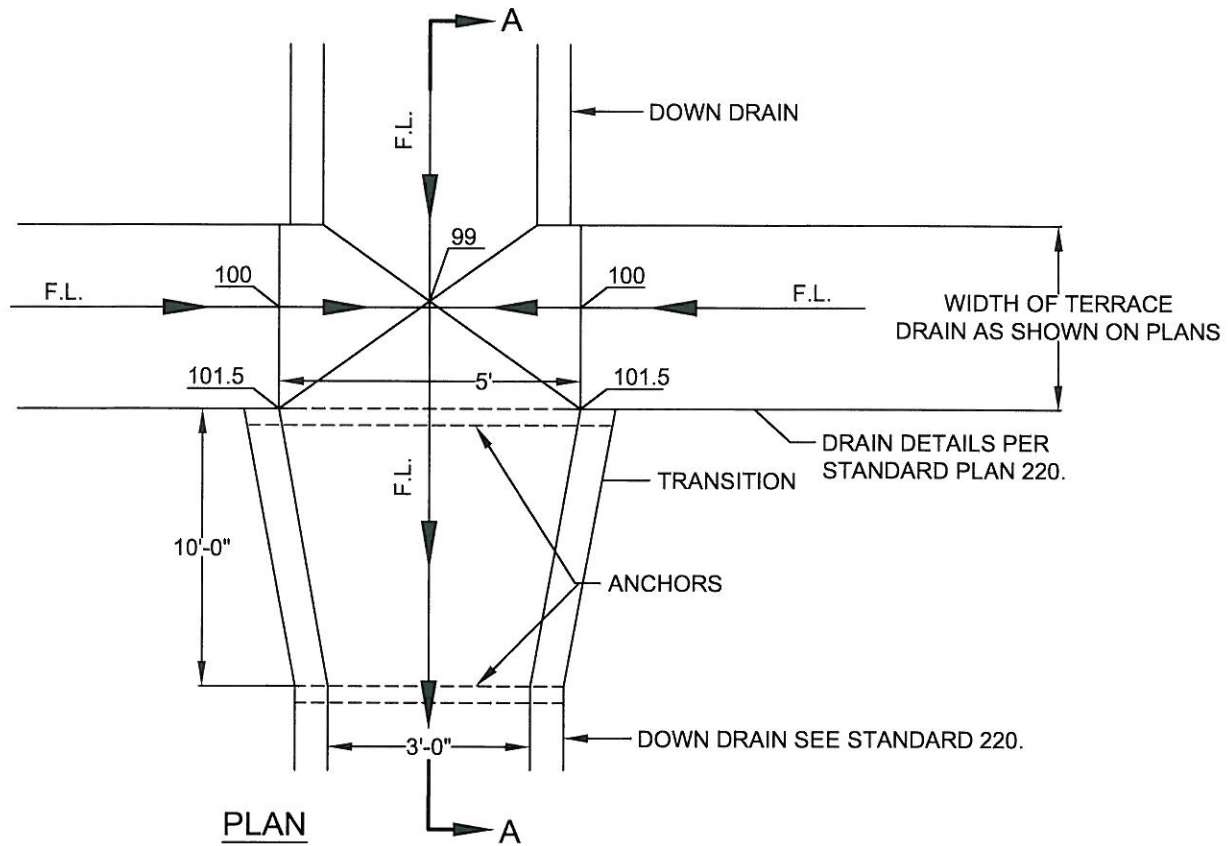 A
DOWN DRAIN
F.L.
99
100
100
F.L.
F.L.
WIDTH OF TERRACE
DRAIN AS SHOWN ON PLANS
101.5
5'
101.5
DRAIN DETAILS PER
STANDARD PLAN 220.
F.L.
TRANSITION
10'-0"
ANCHORS
3'-0"
DOWN DRAIN SEE STANDARD 220.
A
PLAN